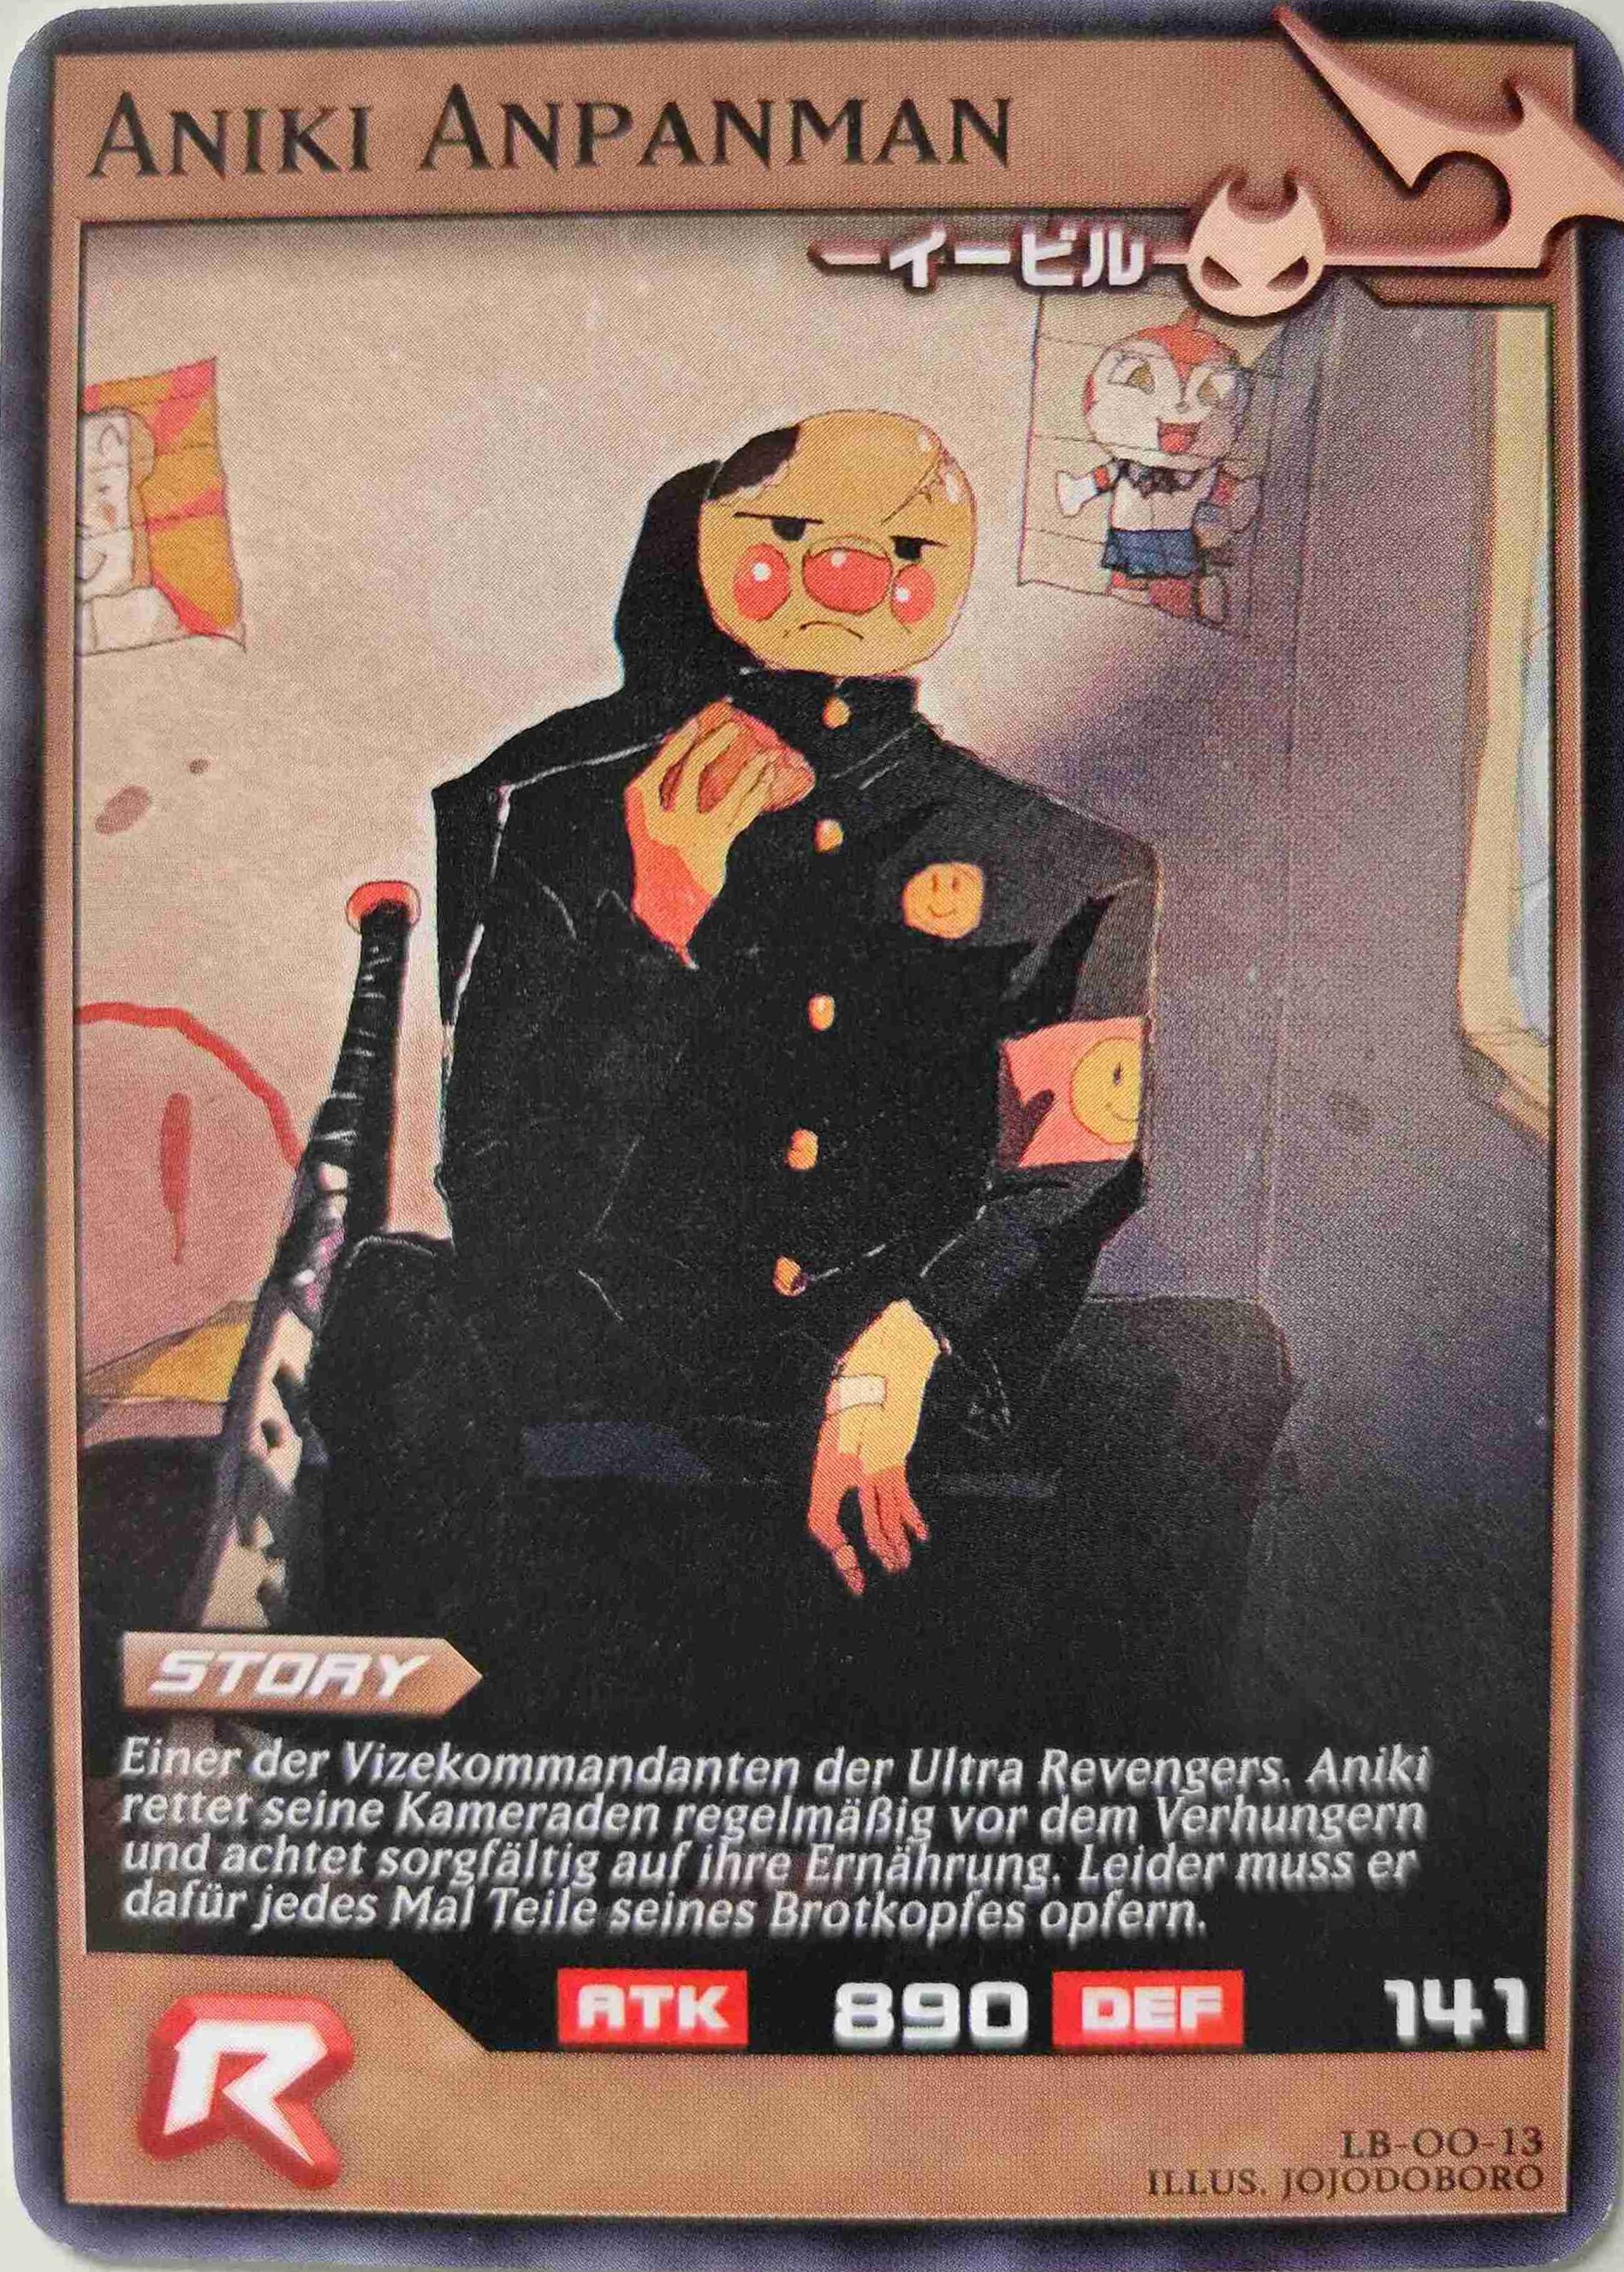 ANIKI ANPANMAN
イービル
STORY
Einer der Vizekommandanten der Ultra Revengers. Aniki
rettet seine Kameraden regelmäßig vor dem Verhungern
und achtet sorgfältig auf ihre Ernährung. Leider muss er
dafür jedes Mal Teile seines Brotkopfes opfern.
ATK 890 DEF 141
R
LB-OO-13
ILLUS. JOJODOBORO